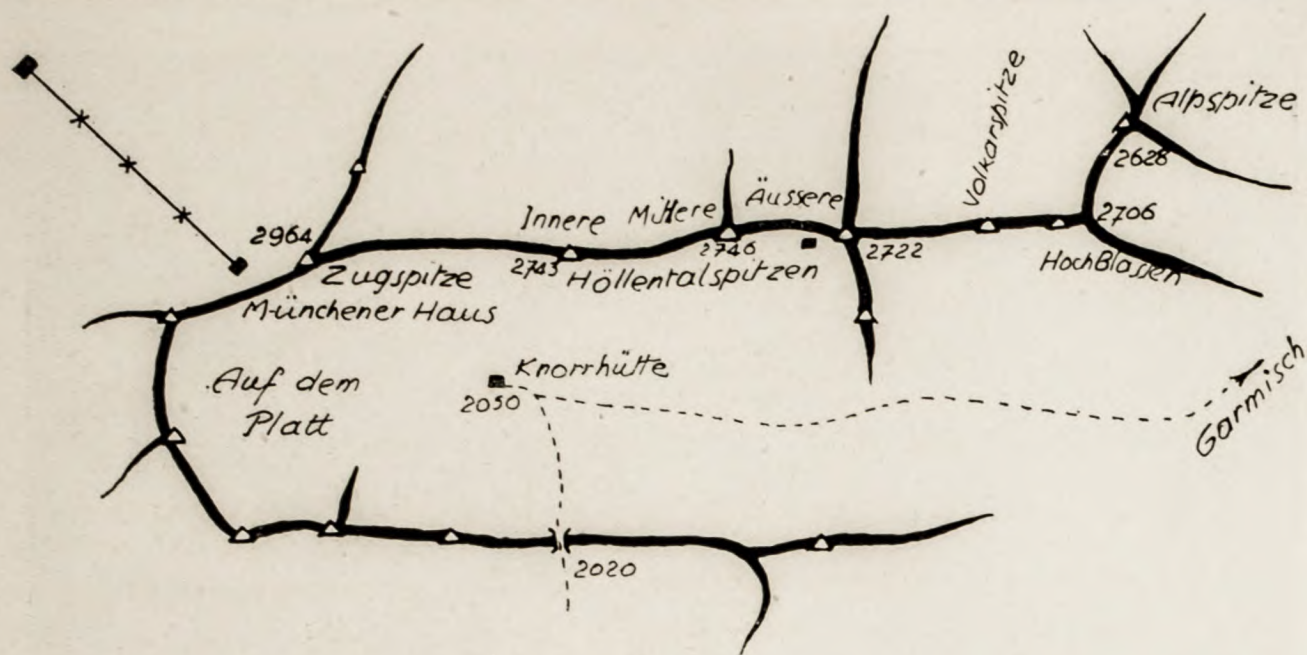 Alpspitze
2628
Volkarspitze
2706
Hochblassen
Innere Mittere Äussere
2964
2743 2746 2722
Höllentalspitzen
Zugspitze
Münchener Haus
Auf dem
Platt
Knorrhütte
2050
Garmisch
2020